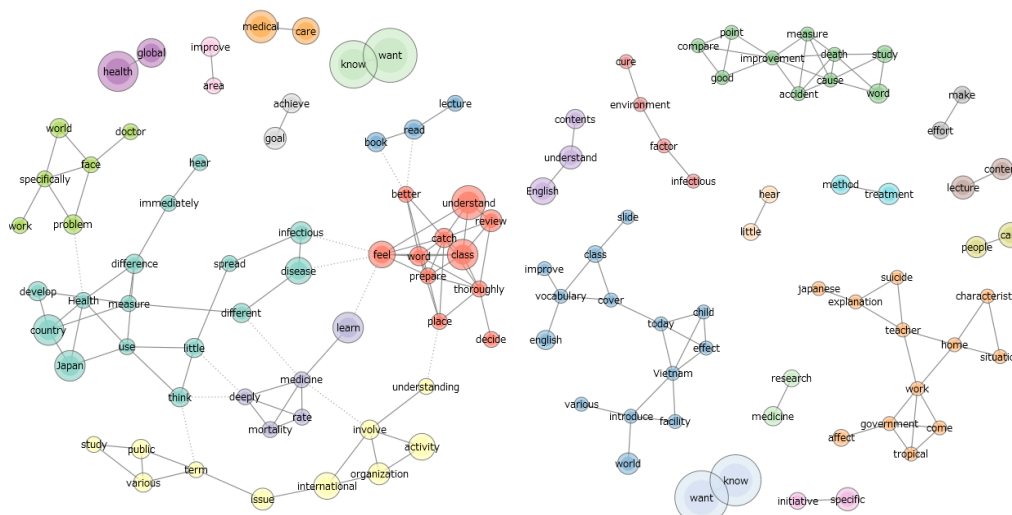 health
global
improve
area
medical
care
know
want
achieve
goal
lecture
read
book
world
doctor
face
specifically
work
problem
hear
immediately
difference
spread
infectious
disease
develop
Health
measure
different
country
Japan
use
little
think
better
understand
review
catch
word
class
feel
prepare
thoroughly
place
decide
learn
medicine
deeply
rate
mortality
understanding
involve
activity
organization
international
issue
term
study
public
various
cure
environment
factor
infectious
contents
understand
English
point
compare
good
improvement
measure
death
study
cause
accident
word
make
effort
method
treatment
lecture
hear
little
people
slide
class
improve
vocabulary
cover
english
today
child
effect
Vietnam
various
introduce
facility
world
research
medicine
want
know
initiative
specific
japanese
suicide
explanation
teacher
home
characterist
situation
work
government
come
affect
tropical